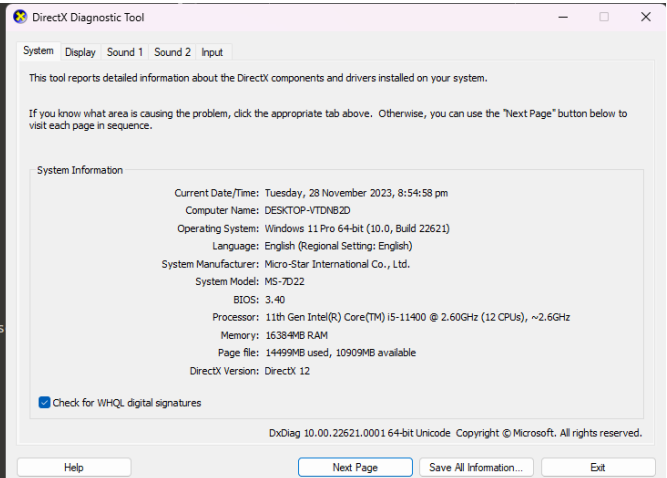 DirectX Diagnostic Tool
System Display Sound 1 Sound 2 Input
This tool reports detailed information about the DirectX components and drivers installed on your system.
If you know what area is causing the problem, click the appropriate tab above. Otherwise, you can use the "Next Page" button below to
visit each page in sequence.
System Information
Current Date/Time: Tuesday, 28 November 2023, 8:54:58 pm
Computer Name: DESKTOP-VTDNB2D
Operating System: Windows 11 Pro 64-bit (10.0, Build 22621)
Language: English (Regional Setting: English)
System Manufacturer: Micro-Star International Co., Ltd.
System Model: MS-7D22
BIOS: 3.40
Processor: 11th Gen Intel(R) Core(TM) i5-11400 @ 2.60GHz (12 CPUs), ~2.6GHz
Memory: 16384MB RAM
Page file: 14499MB used, 10909MB available
DirectX Version: DirectX 12
Check for WHQL digital signatures
DxDiag 10.00.22621.0001 64-bit Unicode Copyright © Microsoft. All rights reserved.
Help Next Page Save All Information... Exit